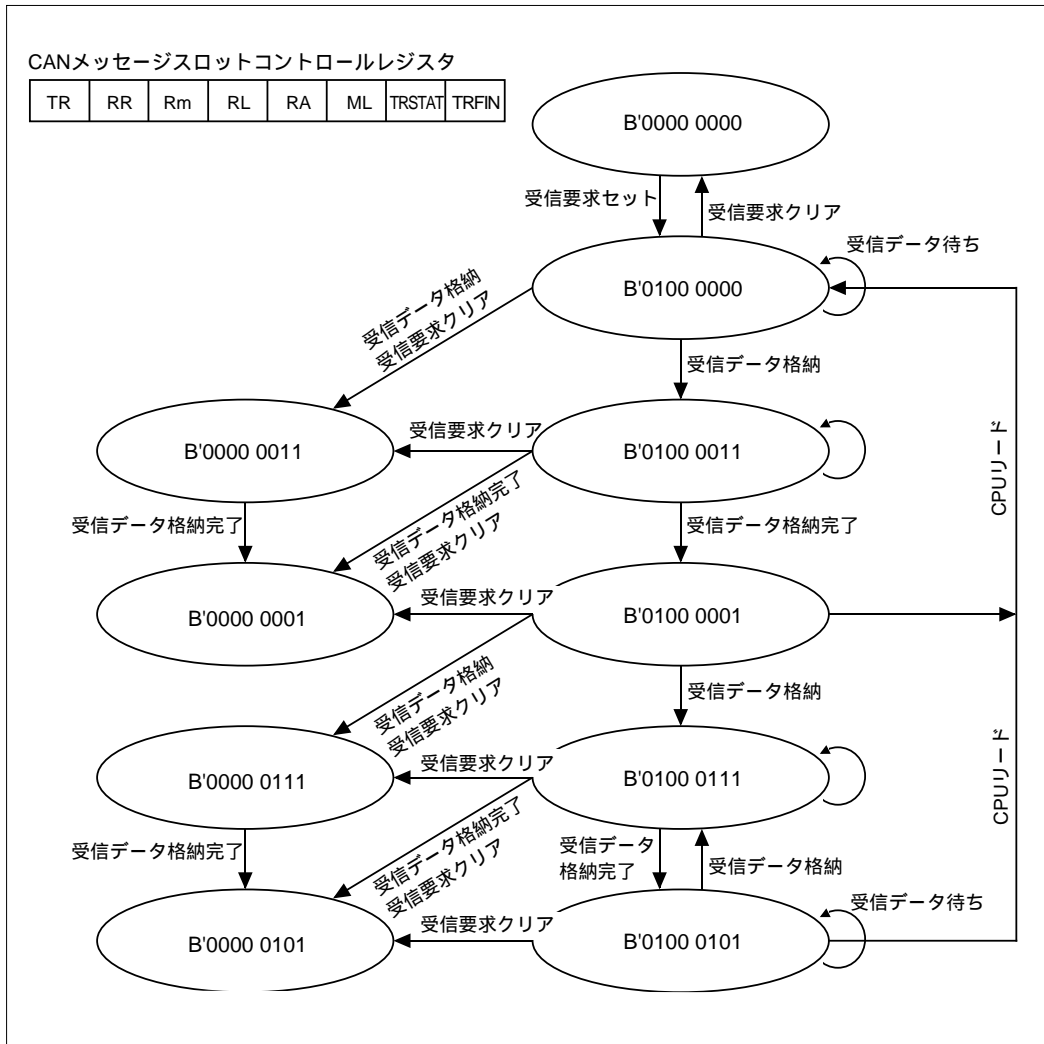 CANメッセージスロットコントロールレジスタ
TR RR Rm RL RA ML TRSTAT TRFIN
B'0000 0000
受信要求セット
受信要求クリア
受信データ待ち
B'0100 0000
受信データ格納
受信要求クリア
受信データ格納
B'0000 0011
受信要求クリア
B'0100 0011
CPUリード
受信データ格納完了
受信データ格納完了
受信要求クリア
受信データ格納完了
B'0000 0001
受信要求クリア
B'0100 0001
受信データ格納
受信要求クリア
受信データ格納
B'0000 0111
受信要求クリア
B'0100 0111
CPUリード
受信データ格納完了
受信データ格納完了
受信要求クリア
受信データ
格納完了
受信データ格納
B'0000 0101
受信要求クリア
B'0100 0101
受信データ待ち